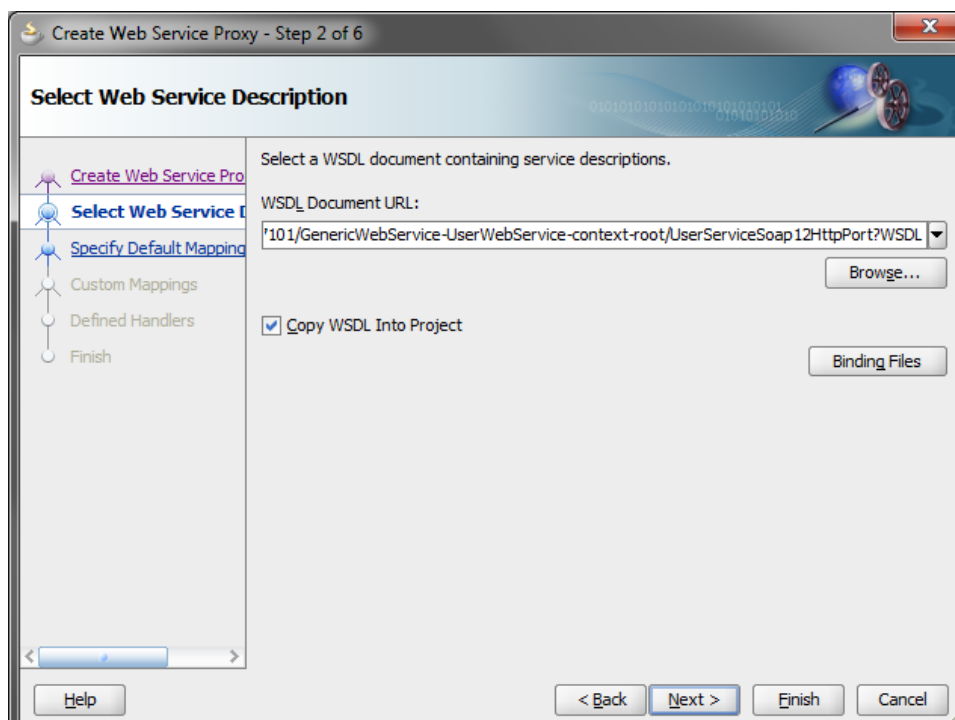 Create Web Service Proxy - Step 2 of 6
Select Web Service Description
010101010101010101010101
01010101010
Create Web Service Pro
Select Web Service D
Specify Default Mapping
Custom Mappings
Defined Handlers
Finish
Select a WSDL document containing service descriptions.
WSDL Document URL:
'101/GenericWebService-UserWebService-context-root/UserServiceSoap12HttpPort?WSDL
Browse...
Copy WSDL Into Project
Binding Files
Help
< Back
Next >
Finish
Cancel